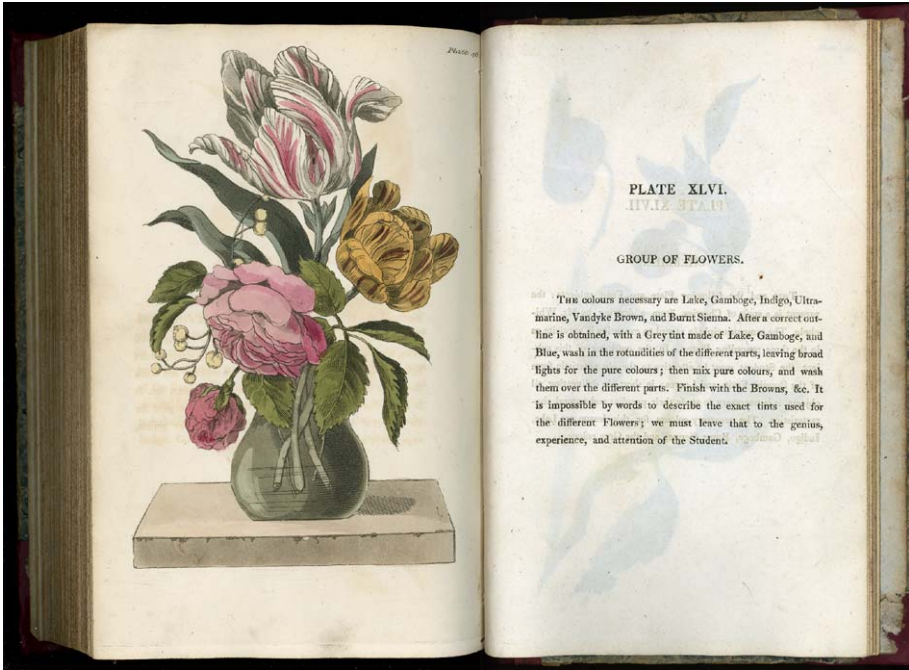 Plate 46
PLATE XLVI.
PLATE XLVII.
GROUP OF FLOWERS.
THE colours necessary are Lake, Gamboge, Indigo, Ultra-
marine, Vandyke Brown, and Burnt Sienna. After a correct out-
line is obtained, with a Grey tint made of Lake, Gamboge, and
Blue, wash in the rotundities of the different parts, leaving broad
lights for the pure colours; then mix pure colours, and wash
them over the different parts. Finish with the Browns, &c. It
is impossible by words to describe the exact tints used for
the different Flowers; we must leave that to the genius,
experience, and attention of the Student.